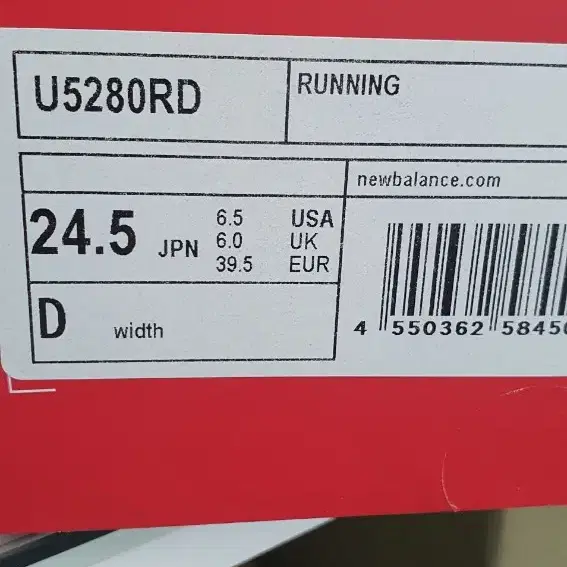 U5280RD
RUNNING
newbalance.com
24.5 JPN
6.5 USA
6.0 UK
39.5 EUR
D width
4 550362 5845